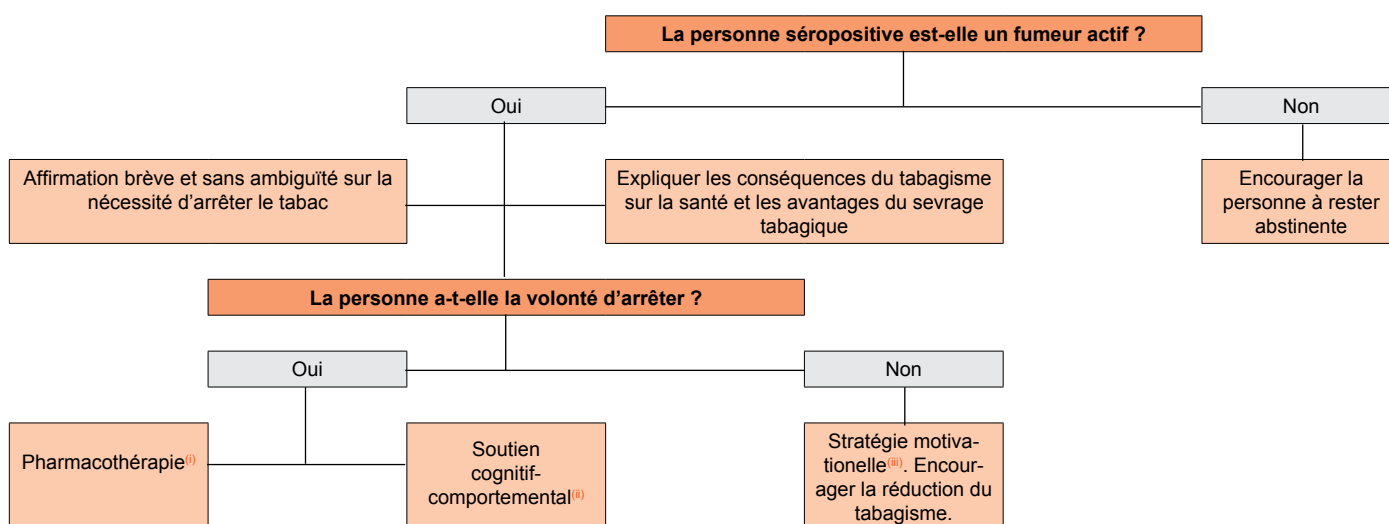 La personne séropositive est-elle un fumeur actif ?
Oui
Non
Affirmation brève et sans ambiguïté sur la
nécessité d’arrêter le tabac
Expliquer les conséquences du tabagisme
sur la santé et les avantages du sevrage
tabagique
Encourager la
personne à rester
abstinente
La personne a-t-elle la volonté d’arrêter ?
Oui
Non
Pharmacothérapie(i)
Soutien
cognitif-
comportemental(ii)
Stratégie motiva-
tionelle(iii). Encour-
ager la réduction du
tabagisme.